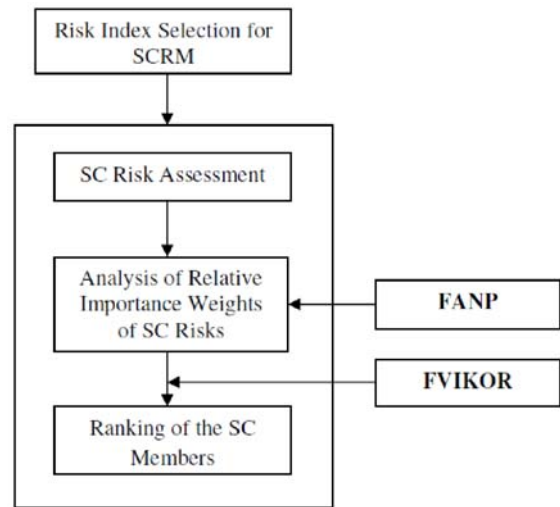 Risk Index Selection for
SCRM
SC Risk Assessment
Analysis of Relative
Importance Weights
of SC Risks
FANP
FVIKOR
Ranking of the SC
Members